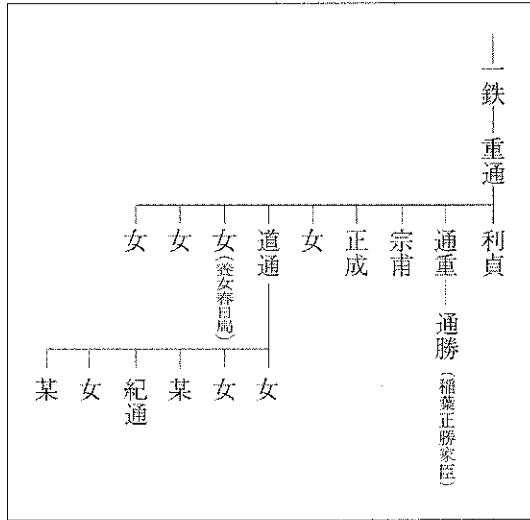 一鉄
重通
利貞
通重
通勝(稲葉正勝家臣)
宗甫
正成
女
道通
女(養女春日局)
女
女
女
女
某
紀通
女
某